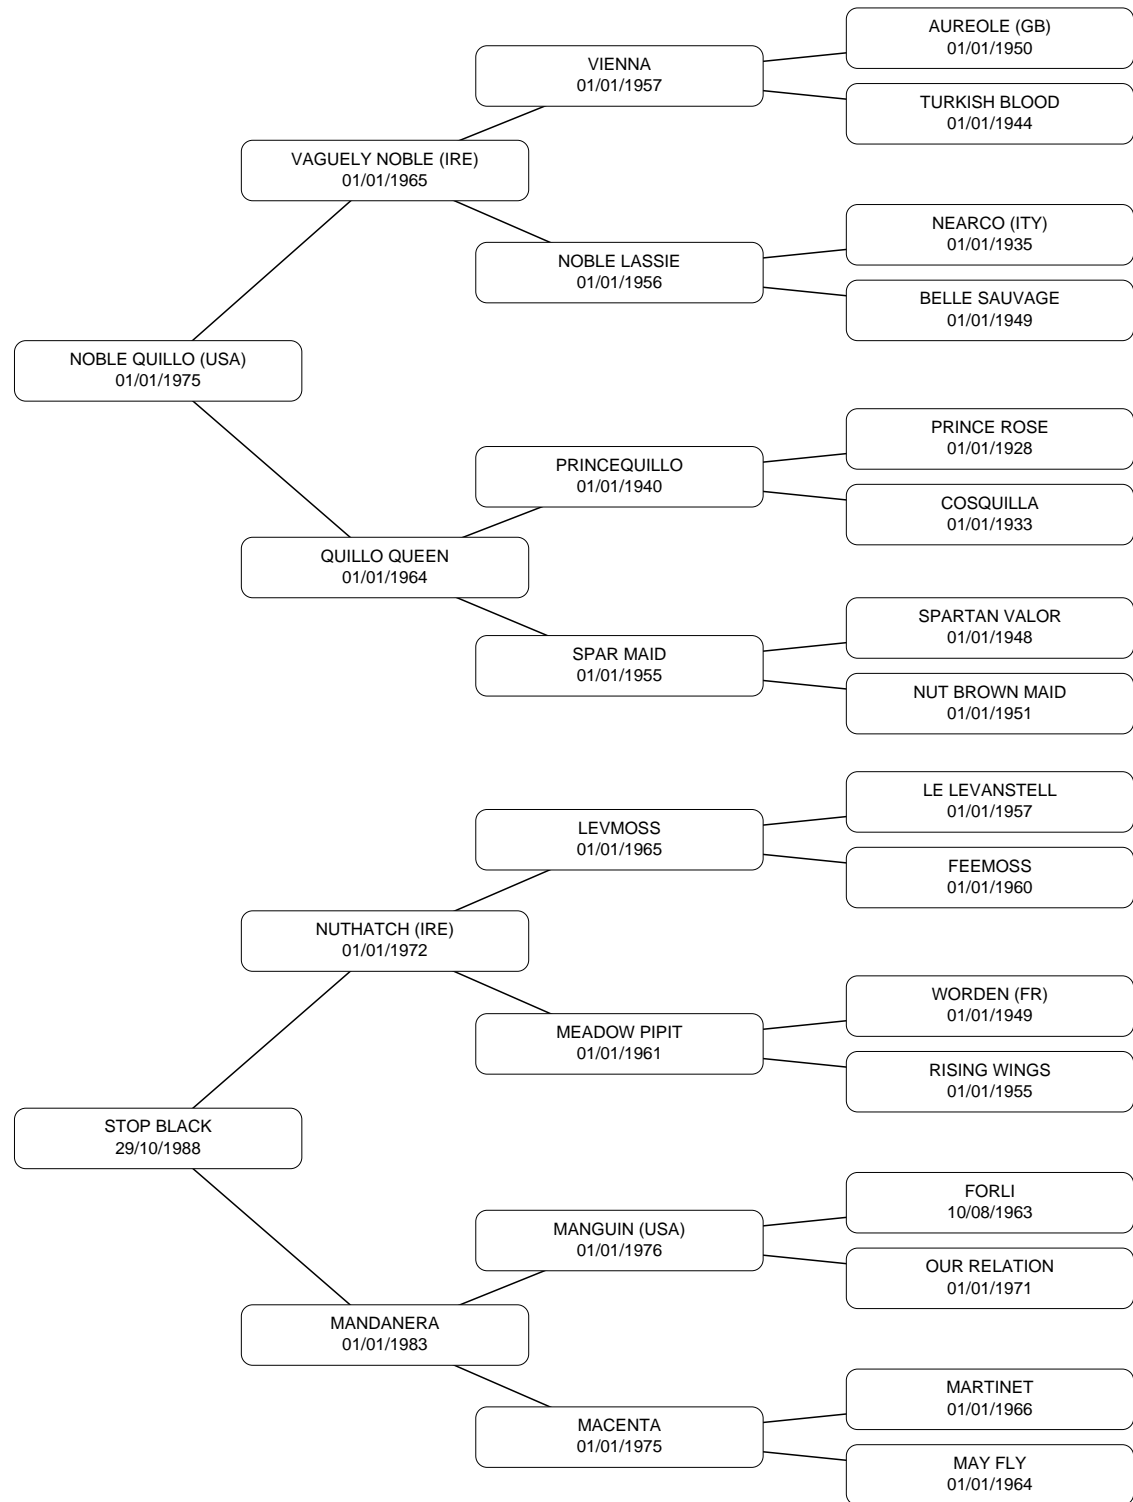 AUREOLE (GB)
01/01/1950
VIENNA
01/01/1957
TURKISH BLOOD
01/01/1944
VAGUELY NOBLE (IRE)
01/01/1965
NEARCO (ITY)
01/01/1935
NOBLE LASSIE
01/01/1956
BELLE SAUVAGE
01/01/1949
NOBLE QUILLO (USA)
01/01/1975
PRINCE ROSE
01/01/1928
PRINCEQUILLO
01/01/1940
COSQUILLA
01/01/1933
QUILLO QUEEN
01/01/1964
SPARTAN VALOR
01/01/1948
SPAR MAID
01/01/1955
NUT BROWN MAID
01/01/1951
LE LEVANSTELL
01/01/1957
LEVMOSS
01/01/1965
FEEMOSS
01/01/1960
NUTHATCH (IRE)
01/01/1972
WORDEN (FR)
01/01/1949
MEADOW PIPIT
01/01/1961
RISING WINGS
01/01/1955
STOP BLACK
29/10/1988
FORLI
10/08/1963
MANGUIN (USA)
01/01/1976
OUR RELATION
01/01/1971
MANDANERA
01/01/1983
MARTINET
01/01/1966
MACENTA
01/01/1975
MAY FLY
01/01/1964